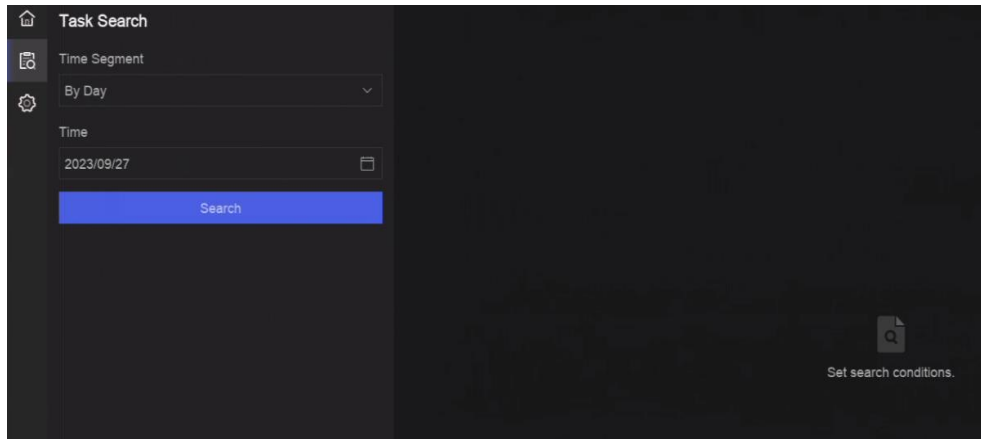 Task Search
Time Segment
By Day
Time
2023/09/27
Search
Set search conditions.